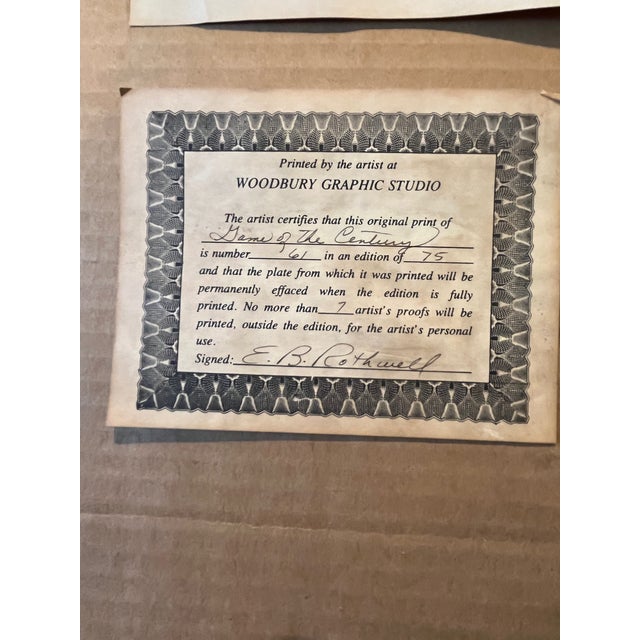 Printed by the artist at
WOODBURY GRAPHIC STUDIO
The artist certifies that this original print of
Game of The Century
is number 61 in an edition of 75
and that the plate from which it was printed will be
permanently effaced when the edition is fully
printed. No more than 7 artist's proofs will be
printed, outside the edition, for the artist's personal
use.
Signed: E. B. Rothwell